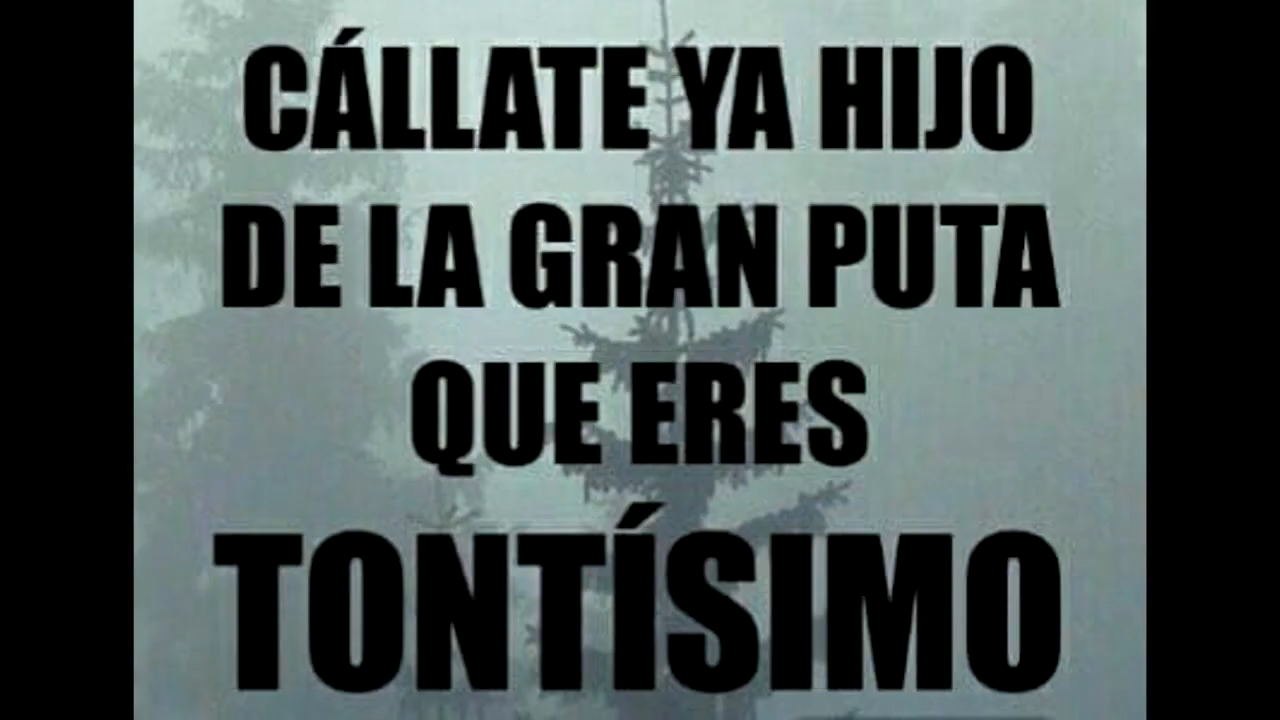 CÁLLATE YA HIJO
DE LA GRAN PUTA
QUE ERES
TONTÍSIMO